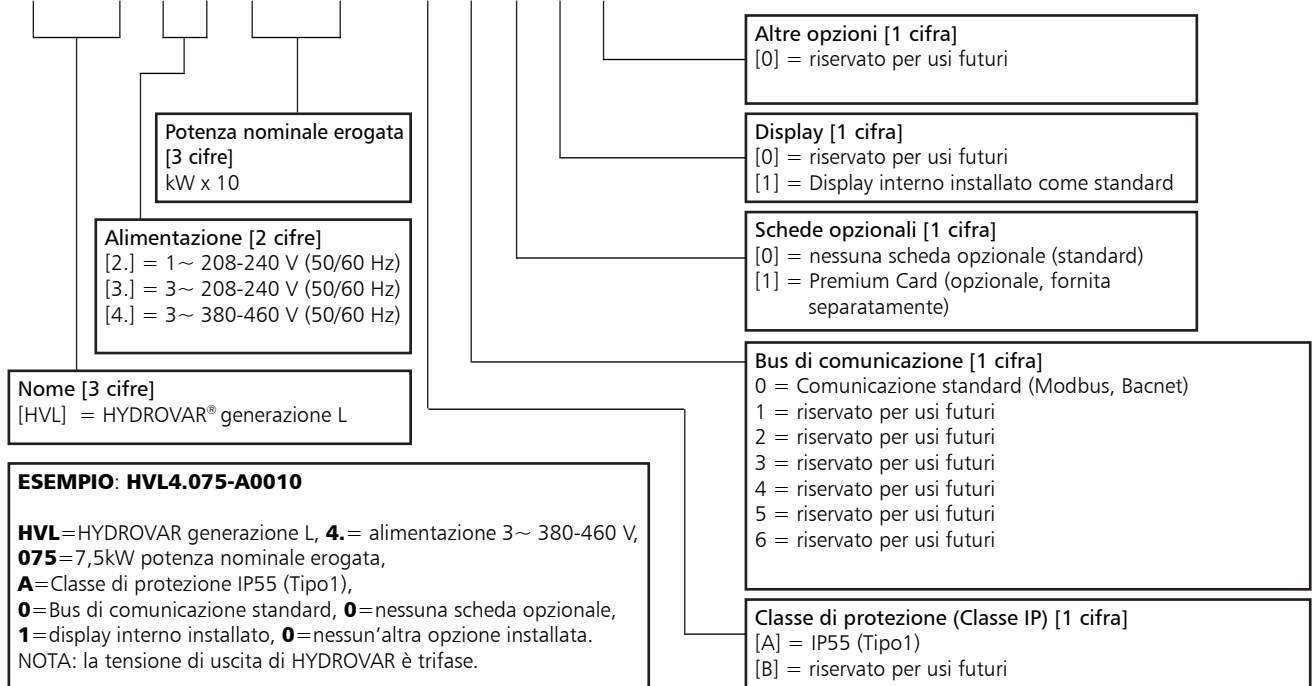 Altre opzioni [1 cifra]
[0] = riservato per usi futuri
Potenza nominale erogata
[3 cifre]
kW x 10
Display [1 cifra]
[0] = riservato per usi futuri
[1] = Display interno installato come standard
Alimentazione [2 cifre]
[2.] = 1~ 208-240 V (50/60 Hz)
[3.] = 3~ 208-240 V (50/60 Hz)
[4.] = 3~ 380-460 V (50/60 Hz)
Schede opzionali [1 cifra]
[0] = nessuna scheda opzionale (standard)
[1] = Premium Card (opzionale, fornita
separatamente)
Nome [3 cifre]
[HVL] = HYDROVAR® generazione L
Bus di comunicazione [1 cifra]
0 = Comunicazione standard (Modbus, Bacnet)
1 = riservato per usi futuri
2 = riservato per usi futuri
3 = riservato per usi futuri
4 = riservato per usi futuri
5 = riservato per usi futuri
6 = riservato per usi futuri
ESEMPIO: HVL4.075-A0010
HVL=HYDROVAR generazione L, 4.= alimentazione 3~ 380-460 V,
075=7,5kW potenza nominale erogata,
A=Classe di protezione IP55 (Tipo1),
0=Bus di comunicazione standard, 0=nessuna scheda opzionale,
1=display interno installato, 0=nessun'altra opzione installata.
NOTA: la tensione di uscita di HYDROVAR è trifase.
Classe di protezione (Classe IP) [1 cifra]
[A] = IP55 (Tipo1)
[B] = riservato per usi futuri